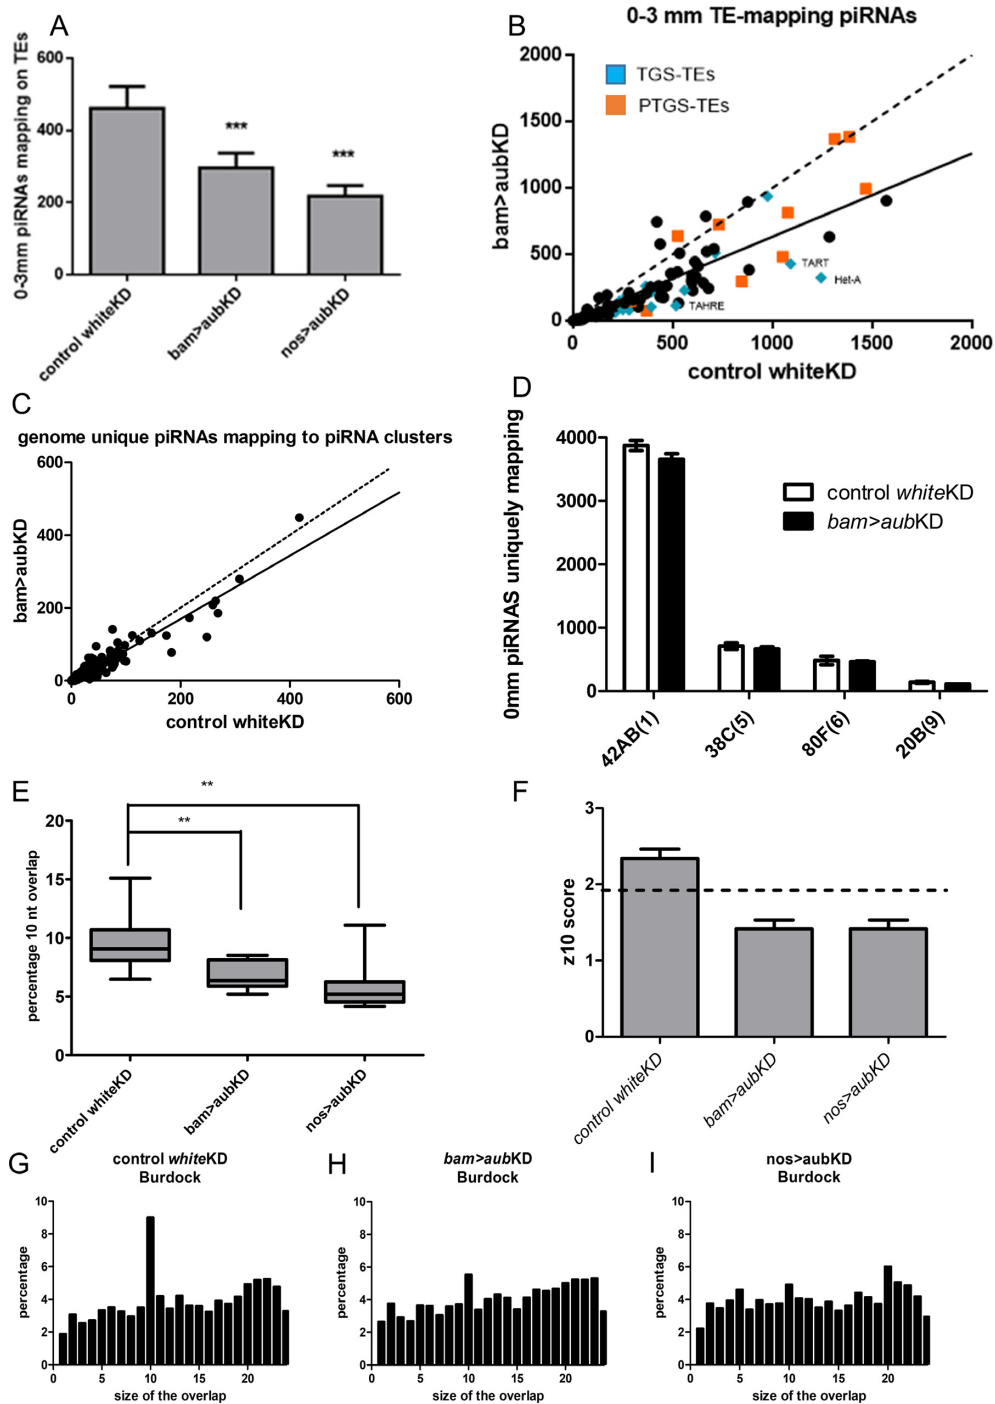 A
0-3mm piRNAs mapping on TEs
600
400
200
0
***
***
control whiteKD
bam>aubKD
nos>aubKD
B
0-3 mm TE-mapping piRNAs
bam>aubKD
2000
1500
1000
500
0
TGS-TEs
PTGS-TEs
TART
Het-A
TAHRE
0
500
1000
1500
2000
control whiteKD
C
genome unique piRNAs mapping to piRNA clusters
bam>aubKD
600
400
200
0
0
200
400
600
control whiteKD
D
0mm piRNAS uniquely mapping
4000
3000
2000
1000
0
control whiteKD
bam>aubKD
42AB(1)
38C(5)
80F(6)
20B(9)
E
percentage 10 nt overlap
20
15
10
5
0
**
**
control whiteKD
bam>aubKD
nos>aubKD
F
z10 score
3
2
1
0
control whiteKD
bam>aubKD
nos>aubKD
G
control whiteKD
Burdock
percentage
10
8
6
4
2
0
0
5
10
15
20
size of the overlap
H
bam>aubKD
Burdock
percentage
10
8
6
4
2
0
0
5
10
15
20
size of the overlap
I
nos>aubKD
Burdock
percentage
10
8
6
4
2
0
0
5
10
15
20
size of the overlap